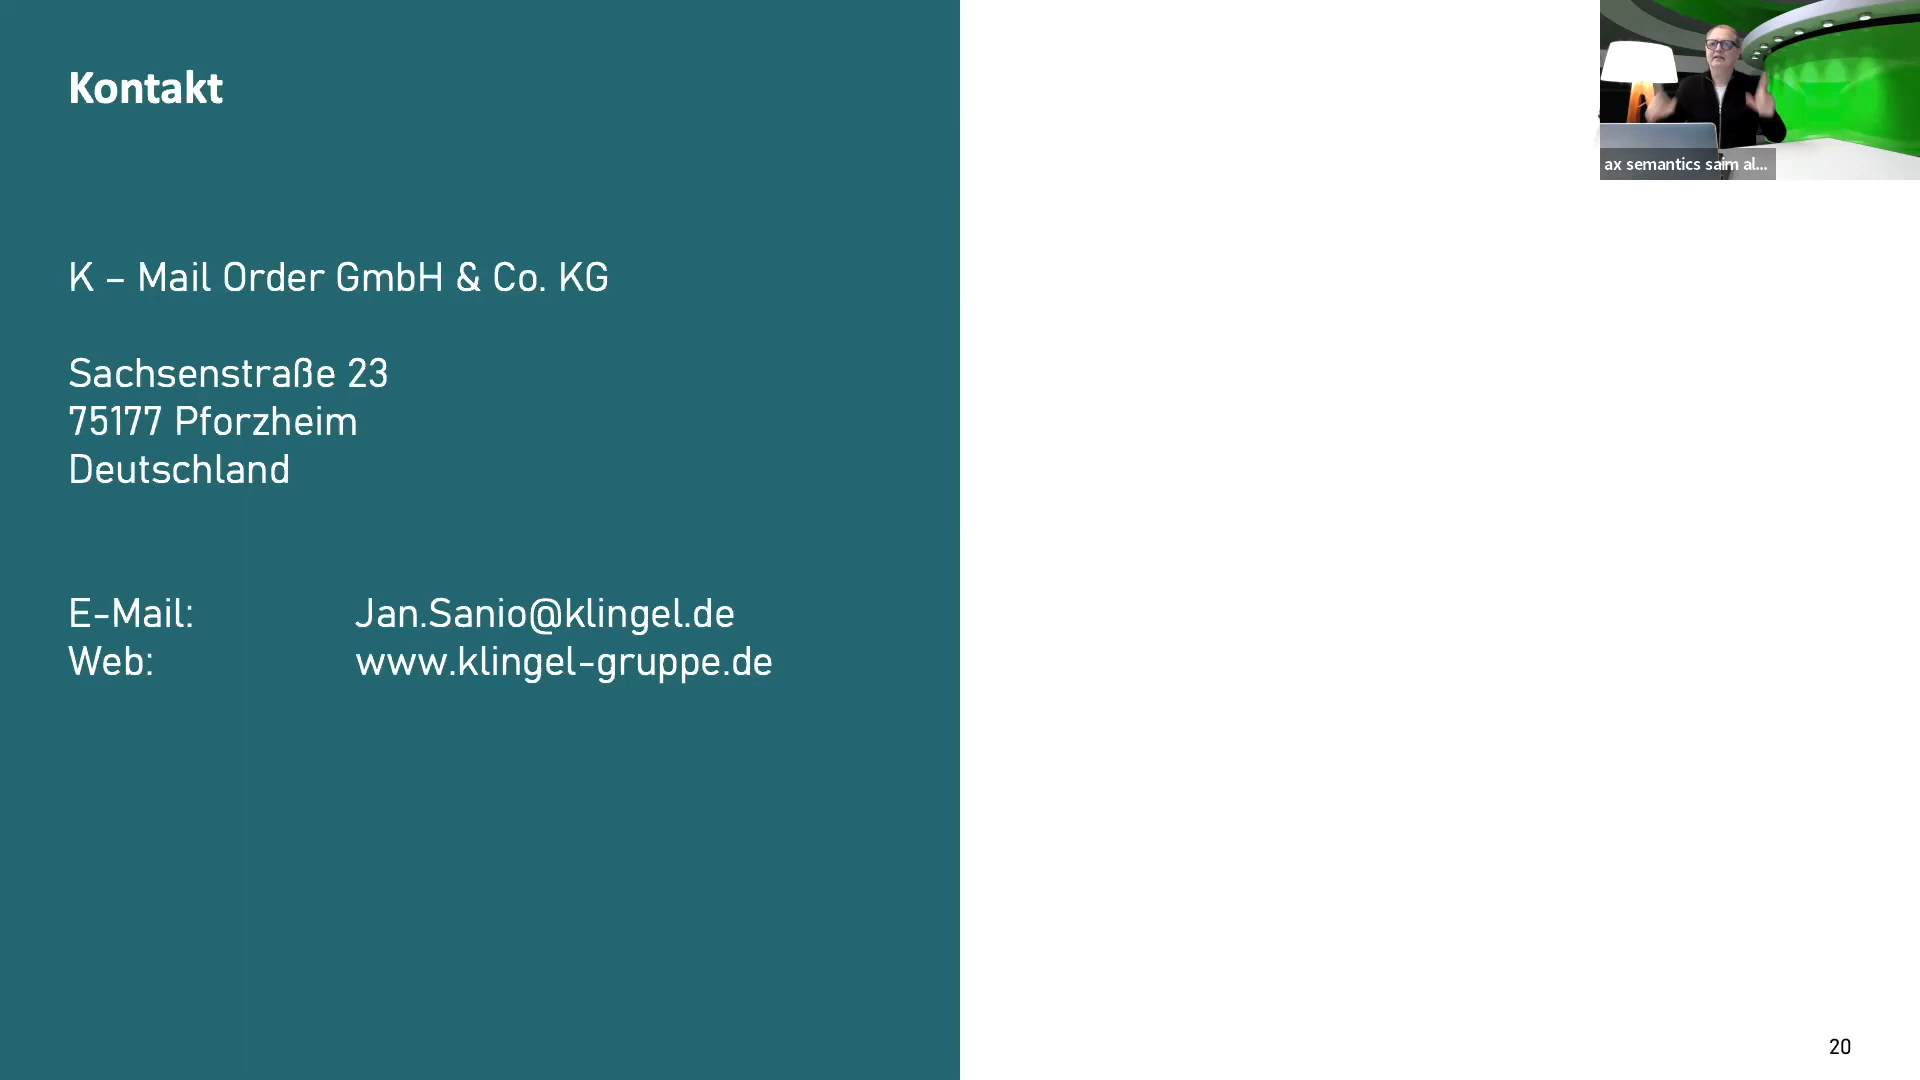 Kontakt
K – Mail Order GmbH & Co. KG
Sachsenstraße 23
75177 Pforzheim
Deutschland
E-Mail: Jan.Sanio@klingel.de
Web: www.klingel-gruppe.de
ax semantics saim al...
20